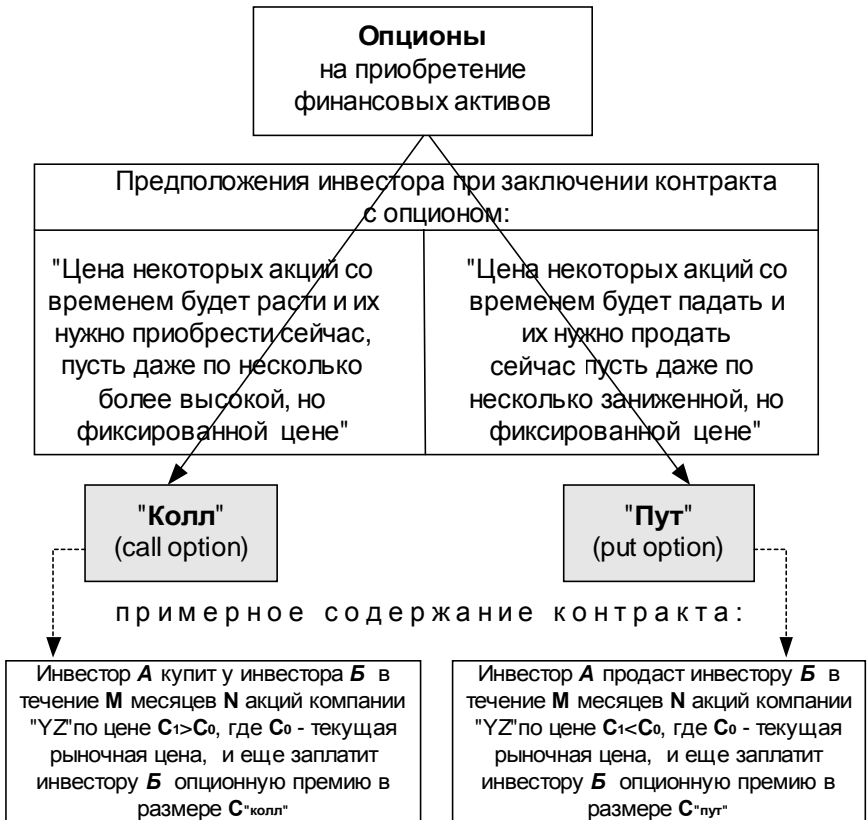 Опционы
на приобретение
финансовых активов
Предположения инвестора при заключении контракта
с опционом:
"Цена некоторых акций со
временем будет расти и их
нужно приобрести сейчас,
пусть даже по несколько
более высокой, но
фиксированной цене"
"Цена некоторых акций со
временем будет падать и
их нужно продать
сейчас пусть даже по
несколько заниженной, но
фиксированной цене"
"Колл"
(call option)
"Пут"
(put option)
примерное содержание контракта:
Инвестор А купит у инвестора Б в
течение М месяцев N акций компании
"YZ"по цене С₁>С₀, где С₀ - текущая
рыночная цена, и еще заплатит
инвестору Б опционную премию в
размере С"колл"
Инвестор А продаст инвестору Б в
течение М месяцев N акций компании
"YZ"по цене С₁<С₀, где С₀ - текущая
рыночная цена, и еще заплатит
инвестору Б опционную премию в
размере С"пут"